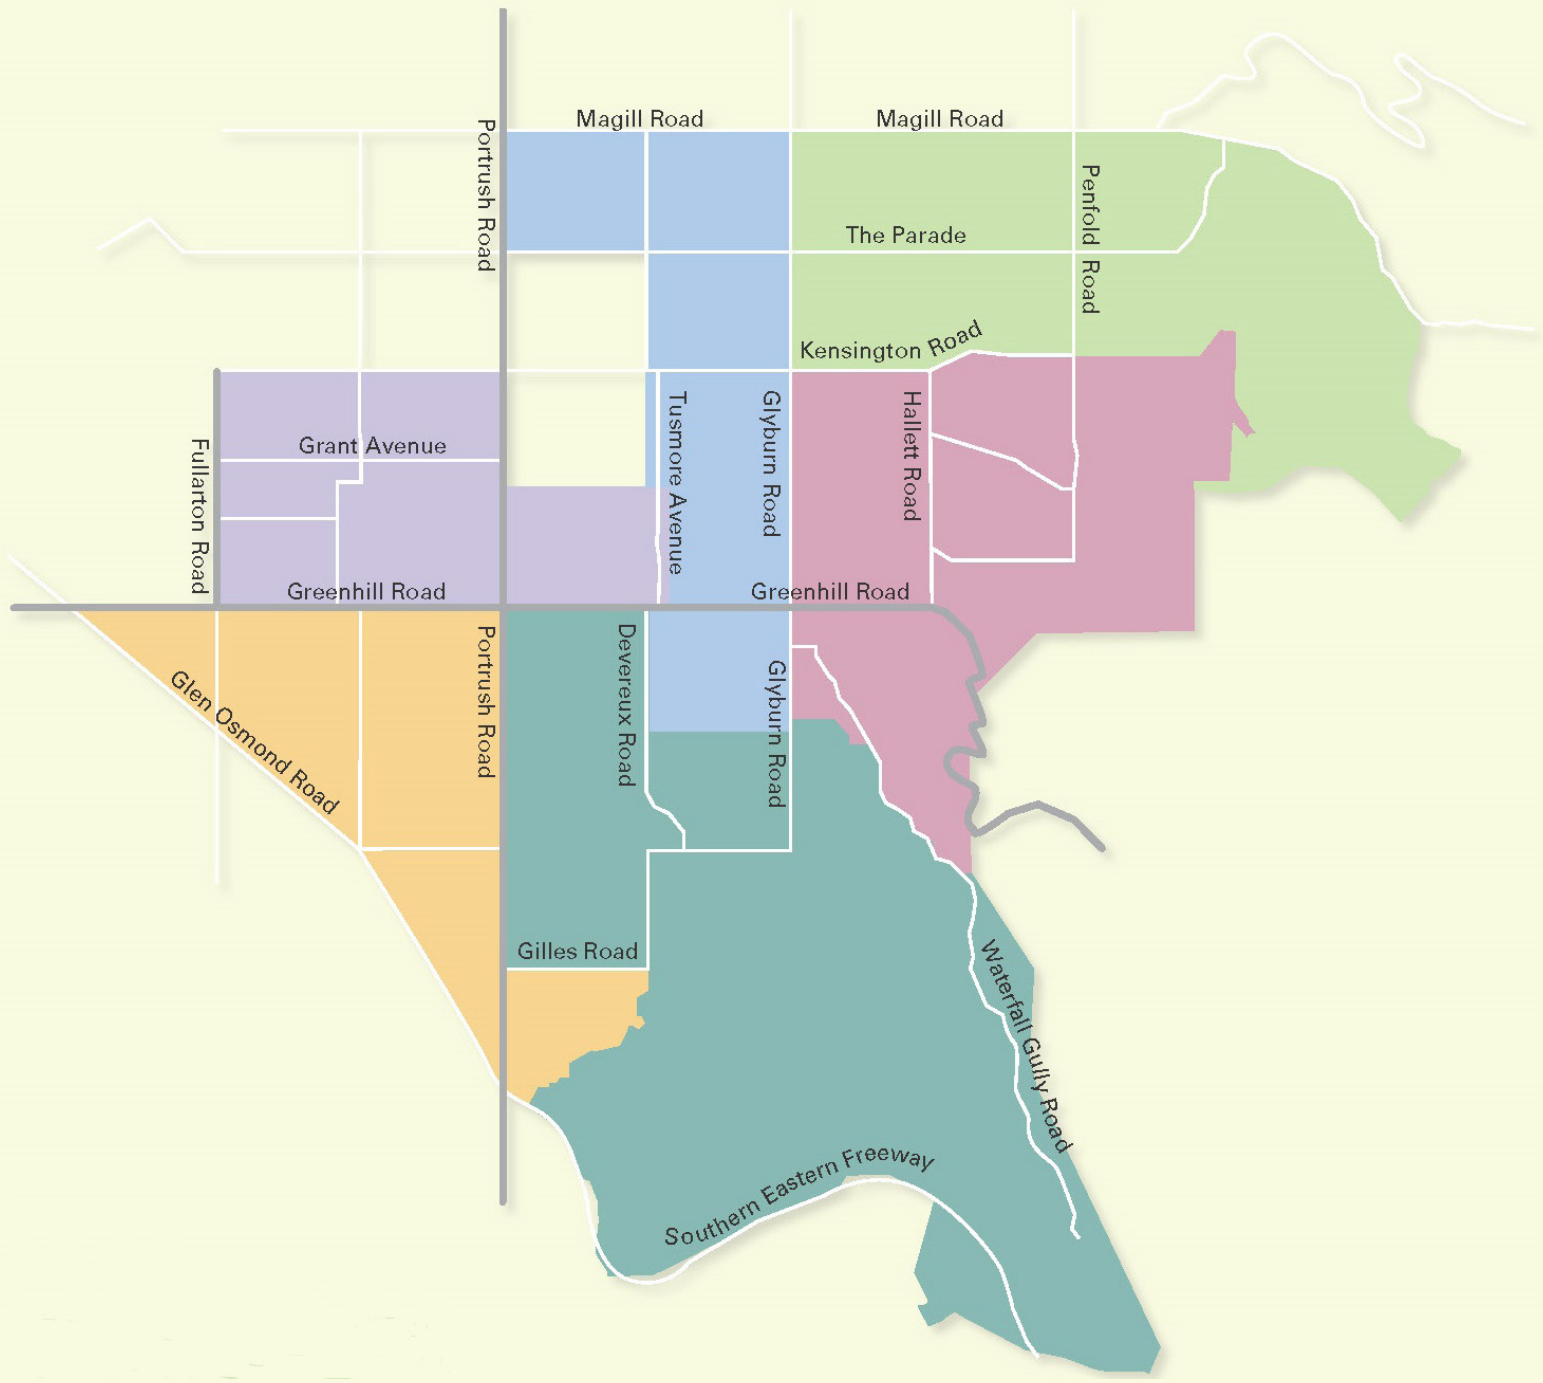 Magill Road
Magill Road
Portrush Road
Penfold Road
The Parade
Kensington Road
Tusmore Avenue
Glyburn Road
Hallett Road
Fullarton Road
Grant Avenue
Greenhill Road
Greenhill Road
Portrush Road
Devereux Road
Glyburn Road
Glen Osmond Road
Gilles Road
Waterfall Gully Road
Southern Eastern Freeway